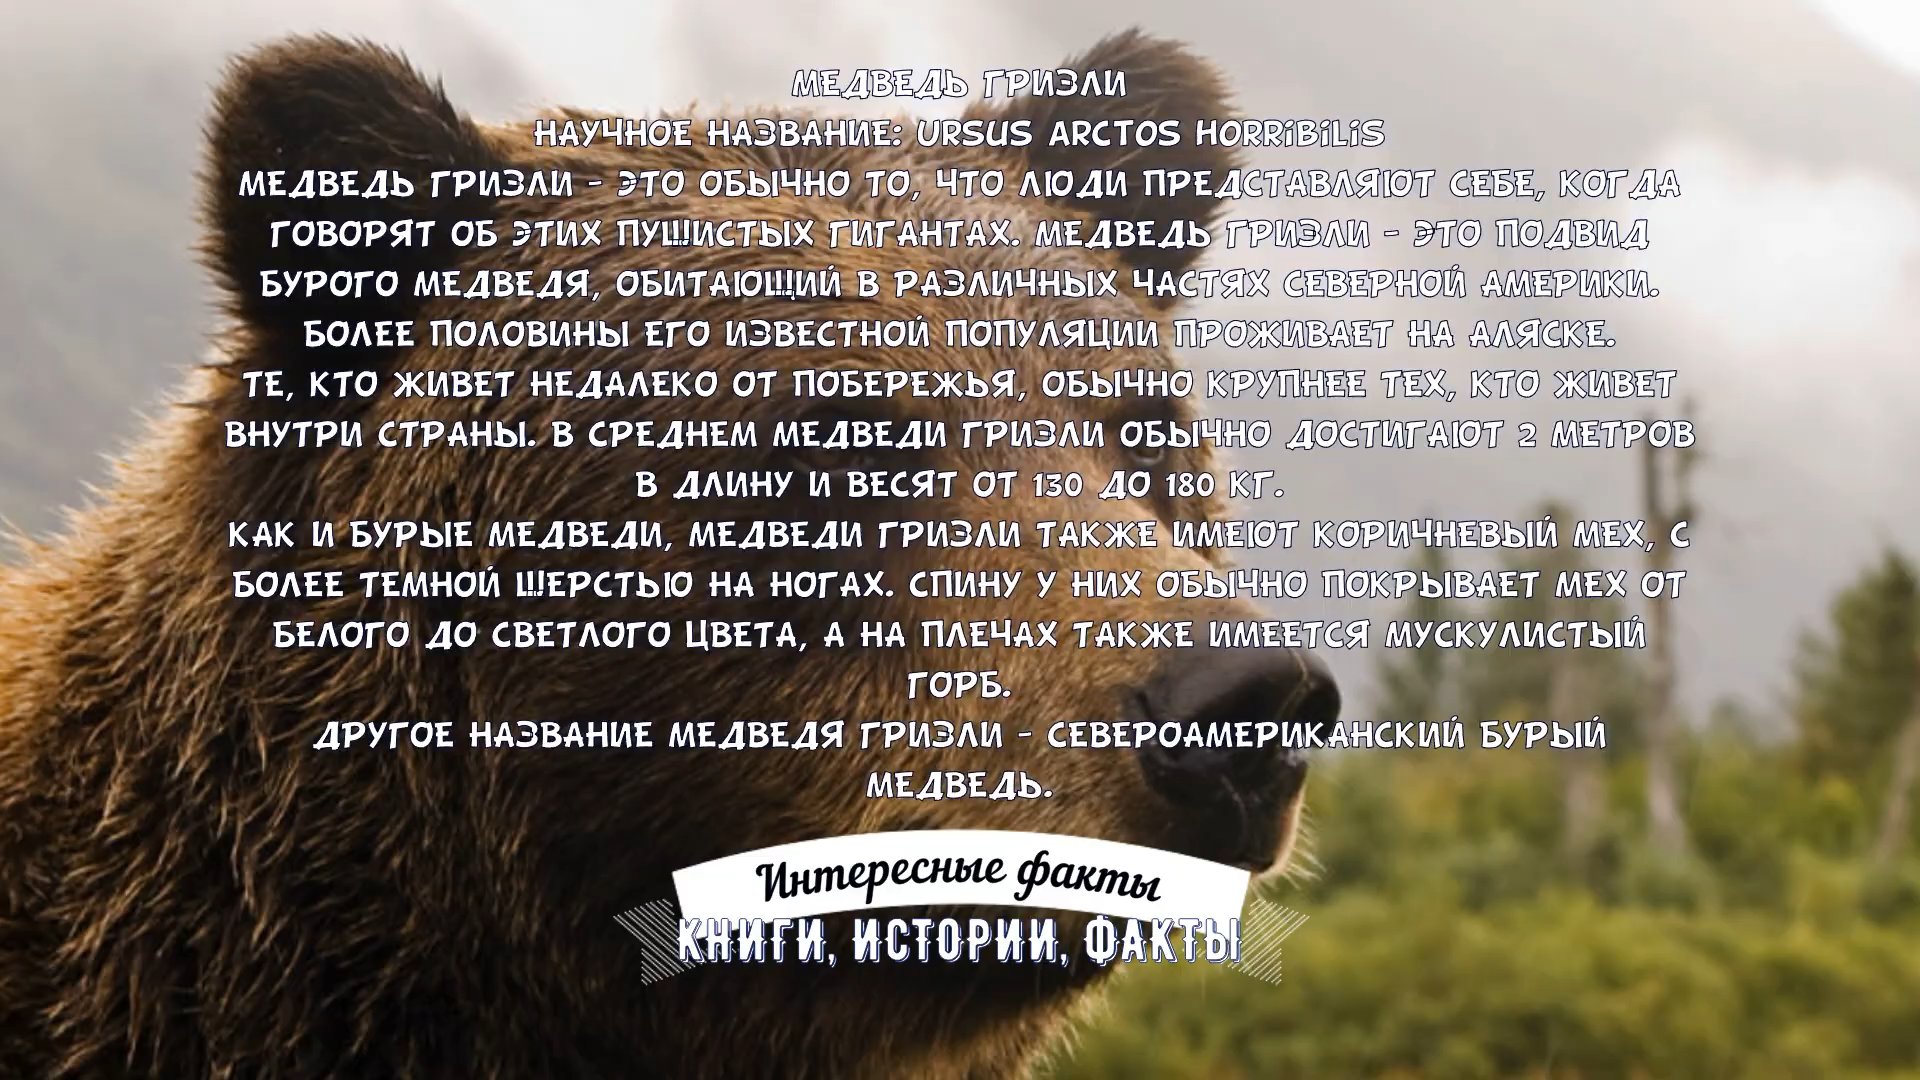 МЕДВЕДЬ ГРИЗЛИ
НАУЧНОЕ НАЗВАНИЕ: URSUS ARCTOS HORRIBILIS
МЕДВЕДЬ ГРИЗЛИ - ЭТО ОБЫЧНО ТО, ЧТО ЛЮДИ ПРЕДСТАВЛЯЮТ СЕБЕ, КОГДА
ГОВОРЯТ ОБ ЭТИХ ПУШИСТЫХ ГИГАНТАХ. МЕДВЕДЬ ГРИЗЛИ - ЭТО ПОДВИД
БУРОГО МЕДВЕДЯ, ОБИТАЮЩИЙ В РАЗЛИЧНЫХ ЧАСТЯХ СЕВЕРНОЙ АМЕРИКИ.
БОЛЕЕ ПОЛОВИНЫ ЕГО ИЗВЕСТНОЙ ПОПУЛЯЦИИ ПРОЖИВАЕТ НА АЛЯСКЕ.
ТЕ, КТО ЖИВЕТ НЕДАЛЕКО ОТ ПОБЕРЕЖЬЯ, ОБЫЧНО КРУПНЕЕ ТЕХ, КТО ЖИВЕТ
ВНУТРИ СТРАНЫ. В СРЕДНЕМ МЕДВЕДИ ГРИЗЛИ ОБЫЧНО ДОСТИГАЮТ 2 МЕТРОВ
В ДЛИНУ И ВЕСЯТ ОТ 130 ДО 180 КГ.
КАК И БУРЫЕ МЕДВЕДИ, МЕДВЕДИ ГРИЗЛИ ТАКЖЕ ИМЕЮТ КОРИЧНЕВЫЙ МЕХ, С
БОЛЕЕ ТЕМНОЙ ШЕРСТЬЮ НА НОГАХ. СПИНУ У НИХ ОБЫЧНО ПОКРЫВАЕТ МЕХ ОТ
БЕЛОГО ДО СВЕТЛОГО ЦВЕТА, А НА ПЛЕЧАХ ТАКЖЕ ИМЕЕТСЯ МУСКУЛИСТЫЙ
ГОРБ.
ДРУГОЕ НАЗВАНИЕ МЕДВЕДЯ ГРИЗЛИ - СЕВЕРОАМЕРИКАНСКИЙ БУРЫЙ
МЕДВЕДЬ.
Интересные факты
КНИГИ, ИСТОРИИ, ФАКТЫ